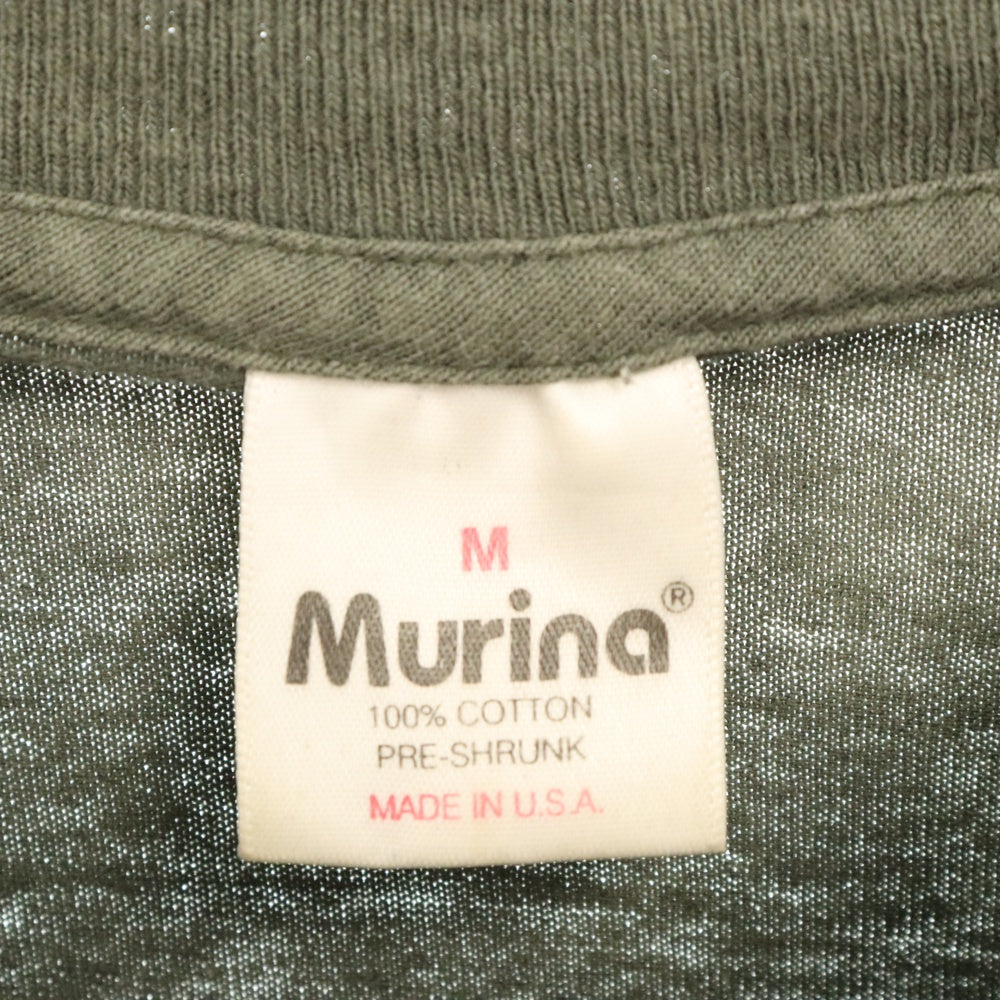 M
Murina®
100% COTTON
PRE-SHRUNK
MADE IN U.S.A.